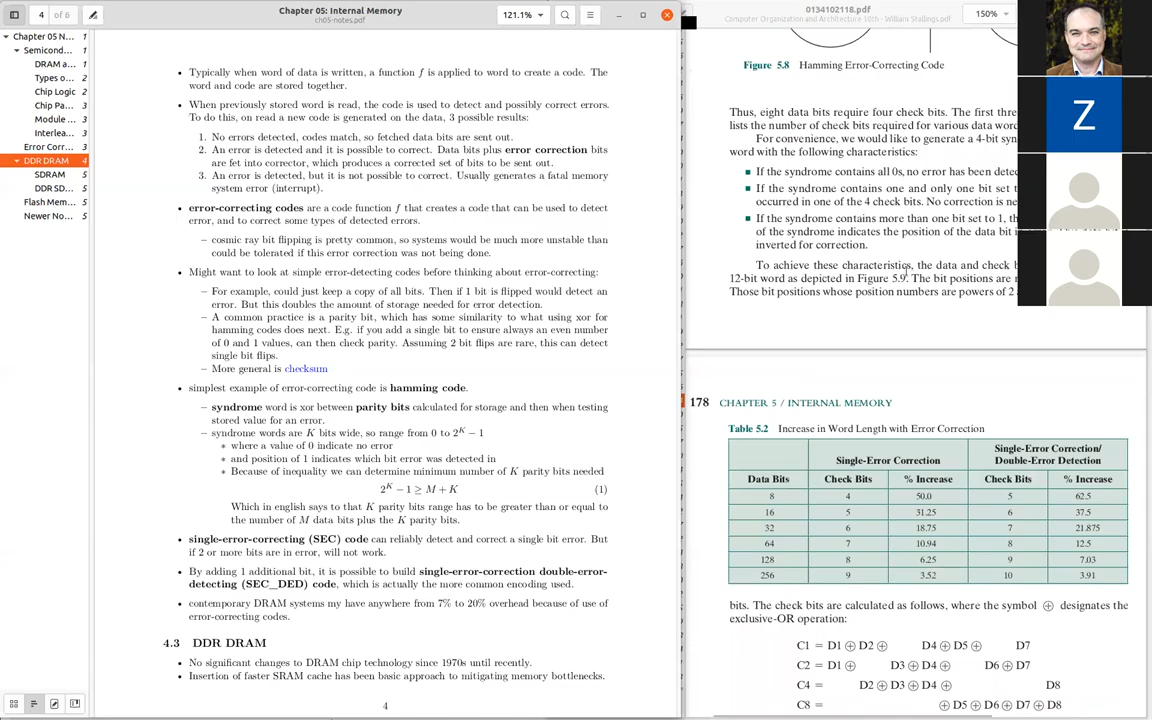 Chapter 05: Internal Memory
ch05-notes.pdf
4 of 6
121.1%
Chapter 05 N... 1
Semicond... 1
DRAM a... 1
Types o... 2
Chip Logic 2
Chip Pa... 3
Module ... 3
Interlea... 3
Error Corr... 3
DDR DRAM 4
SDRAM 5
DDR SD... 5
Flash Mem... 5
Newer No... 5
• Typically when word of data is written, a function f is applied to word to create a code. The
word and code are stored together.
• When previously stored word is read, the code is used to detect and possibly correct errors.
To do this, on read a new code is generated on the data, 3 possible results:
1. No errors detected, codes match, so fetched data bits are sent out.
2. An error is detected and it is possible to correct. Data bits plus error correction bits
are fet into corrector, which produces a corrected set of bits to be sent out.
3. An error is detected, but it is not possible to correct. Usually generates a fatal memory
system error (interrupt).
• error-correcting codes are a code function f that creates a code that can be used to detect
error, and to correct some types of detected errors.
– cosmic ray bit flipping is pretty common, so systems would be much more unstable than
could be tolerated if this error correction was not being done.
• Might want to look at simple error-detecting codes before thinking about error-correcting:
– For example, could just keep a copy of all bits. Then if 1 bit is flipped would detect an
error. But this doubles the amount of storage needed for error detection.
– A common practice is a parity bit, which has some similarity to what using xor for
hamming codes does next. E.g. if you add a single bit to ensure always an even number
of 0 and 1 values, can then check parity. Assuming 2 bit flips are rare, this can detect
single bit flips.
– More general is checksum
• simplest example of error-correcting code is hamming code.
– syndrome word is xor between parity bits calculated for storage and then when testing
stored value for an error.
– syndrome words are K bits wide, so range from 0 to 2^K − 1
* where a value of 0 indicate no error
* and position of 1 indicates which bit error was detected in
* Because of inequality we can determine minimum number of K parity bits needed
2^K − 1 ≥ M + K (1)
Which in english says to that K parity bits range has to be greater than or equal to
the number of M data bits plus the K parity bits.
• single-error-correcting (SEC) code can reliably detect and correct a single bit error. But
if 2 or more bits are in error, will not work.
• By adding 1 additional bit, it is possible to build single-error-correction double-error-
detecting (SEC_DED) code, which is actually the more common encoding used.
• contemporary DRAM systems my have anywhere from 7% to 20% overhead because of use of
error-correcting codes.
4.3 DDR DRAM
• No significant changes to DRAM chip technology since 1970s until recently.
• Insertion of faster SRAM cache has been basic approach to mitigating memory bottlenecks.
4
0134102118.pdf
Computer Organization and Architecture 10th - William Stallings.pdf
150%
Figure 5.8 Hamming Error-Correcting Code
Thus, eight data bits require four check bits. The first thre
lists the number of check bits required for various data word
For convenience, we would like to generate a 4-bit syn
word with the following characteristics:
■ If the syndrome contains all 0s, no error has been detec
■ If the syndrome contains one and only one bit set t
occurred in one of the 4 check bits. No correction is ne
■ If the syndrome contains more than one bit set to 1, th
of the syndrome indicates the position of the data bit i
inverted for correction.
To achieve these characteristics, the data and check b
12-bit word as depicted in Figure 5.9. The bit positions are n
Those bit positions whose position numbers are powers of 2
Z
178 CHAPTER 5 / INTERNAL MEMORY
Table 5.2 Increase in Word Length with Error Correction
Single-Error Correction Single-Error Correction/
Double-Error Detection
Data Bits Check Bits % Increase Check Bits % Increase
8 4 50.0 5 62.5
16 5 31.25 6 37.5
32 6 18.75 7 21.875
64 7 10.94 8 12.5
128 8 6.25 9 7.03
256 9 3.52 10 3.91
bits. The check bits are calculated as follows, where the symbol ⊕ designates the
exclusive-OR operation:
C1 = D1 ⊕ D2 ⊕ D4 ⊕ D5 ⊕ D7
C2 = D1 ⊕ D3 ⊕ D4 ⊕ D6 ⊕ D7
C4 = D2 ⊕ D3 ⊕ D4 ⊕ D8
C8 = ⊕ D5 ⊕ D6 ⊕ D7 ⊕ D8